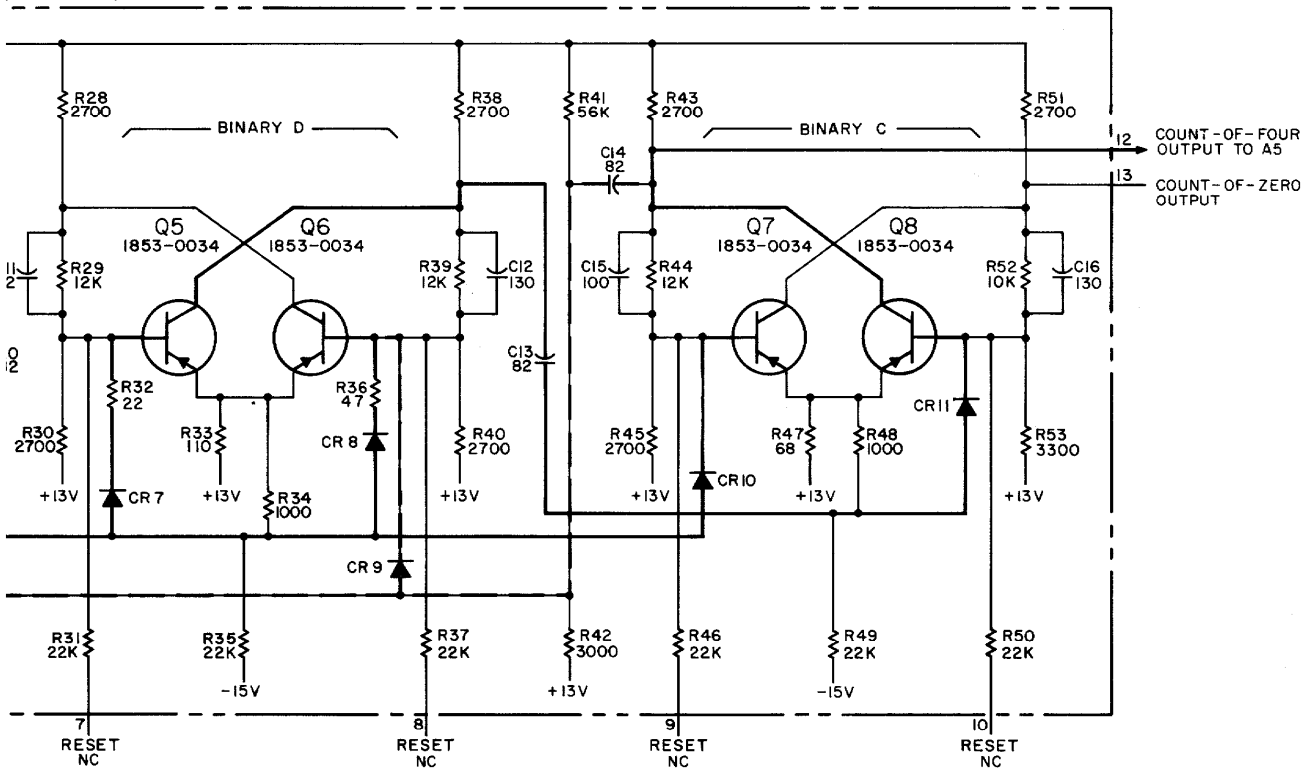 R28
2700
R38
2700
R41
56K
R43
2700
R51
2700
BINARY D
BINARY C
12
COUNT-OF-FOUR
OUTPUT TO A5
C14
82
13
COUNT-OF-ZERO
OUTPUT
Q5
1853-0034
Q6
1853-0034
Q7
1853-0034
Q8
1853-0034
R29
12K
R39
12K
C12
130
C15
100
R44
12K
R52
10K
C16
130
C13
82
R32
22
R36
47
R30
2700
R33
110
CR 8
R40
2700
R45
2700
R47
68
R48
1000
CR11
R53
3300
+13V
CR 7
+13V
R34
1000
+13V
+13V
CR10
+13V
+13V
CR 9
R31
22K
R35
22K
R37
22K
R42
3000
R46
22K
R49
22K
R50
22K
-15V
+13V
-15V
7
8
9
10
RESET
NC
RESET
NC
RESET
NC
RESET
NC